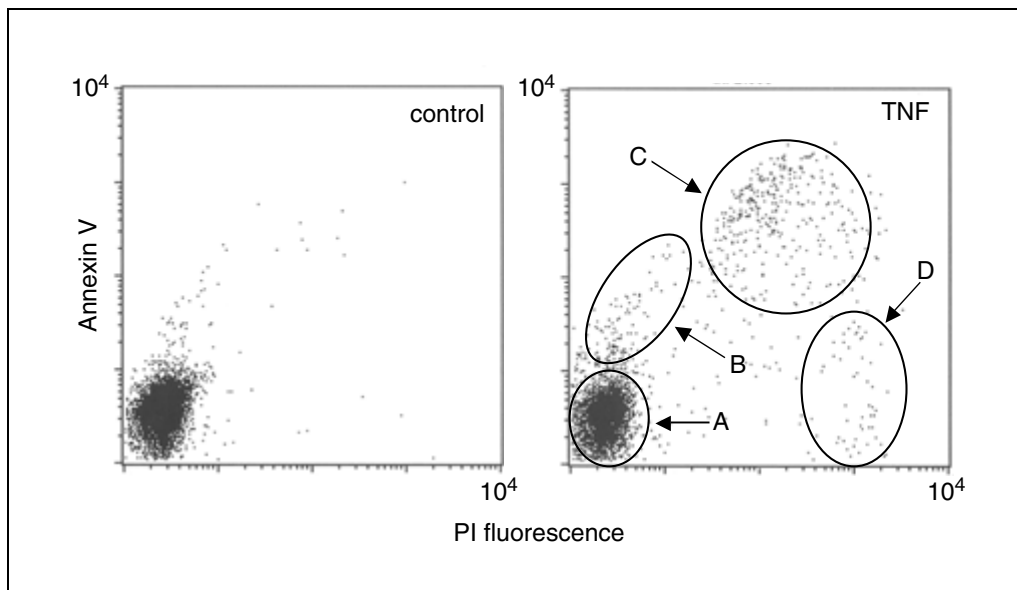 10⁴
control
Annexin V
10⁴
10⁴
TNF
C
D
B
A
10⁴
PI fluorescence